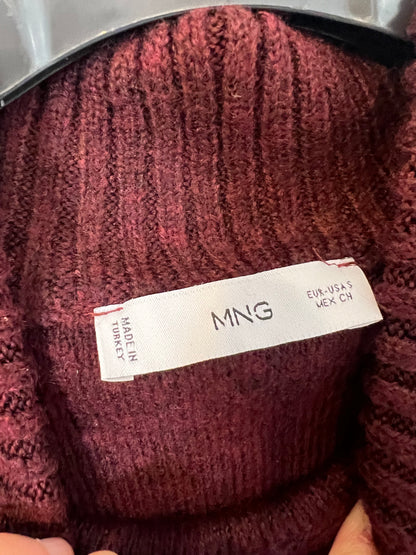 MADE IN
TURKEY
MNG
EUR-USA S
MEX CH